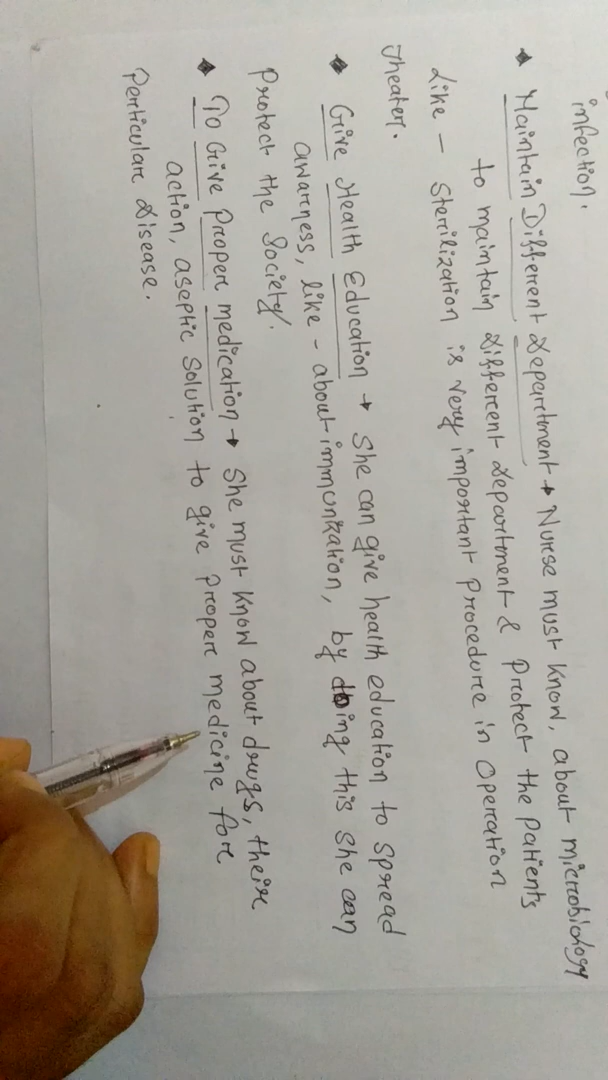 infection.
◆ Maintain Different Department → Nurse must know, about microbiology
to maintain different department & protect the patients
Like - Sterilization is very important procedure in operation
theater.
◆ Give Health Education → She can give health education to spread
awarness, like - about immunization, by doing this she can
protect the society.
◆ To Give proper medication → She must know about drugs, their
action, aseptic solution to give proper medicine for
Perticular disease.